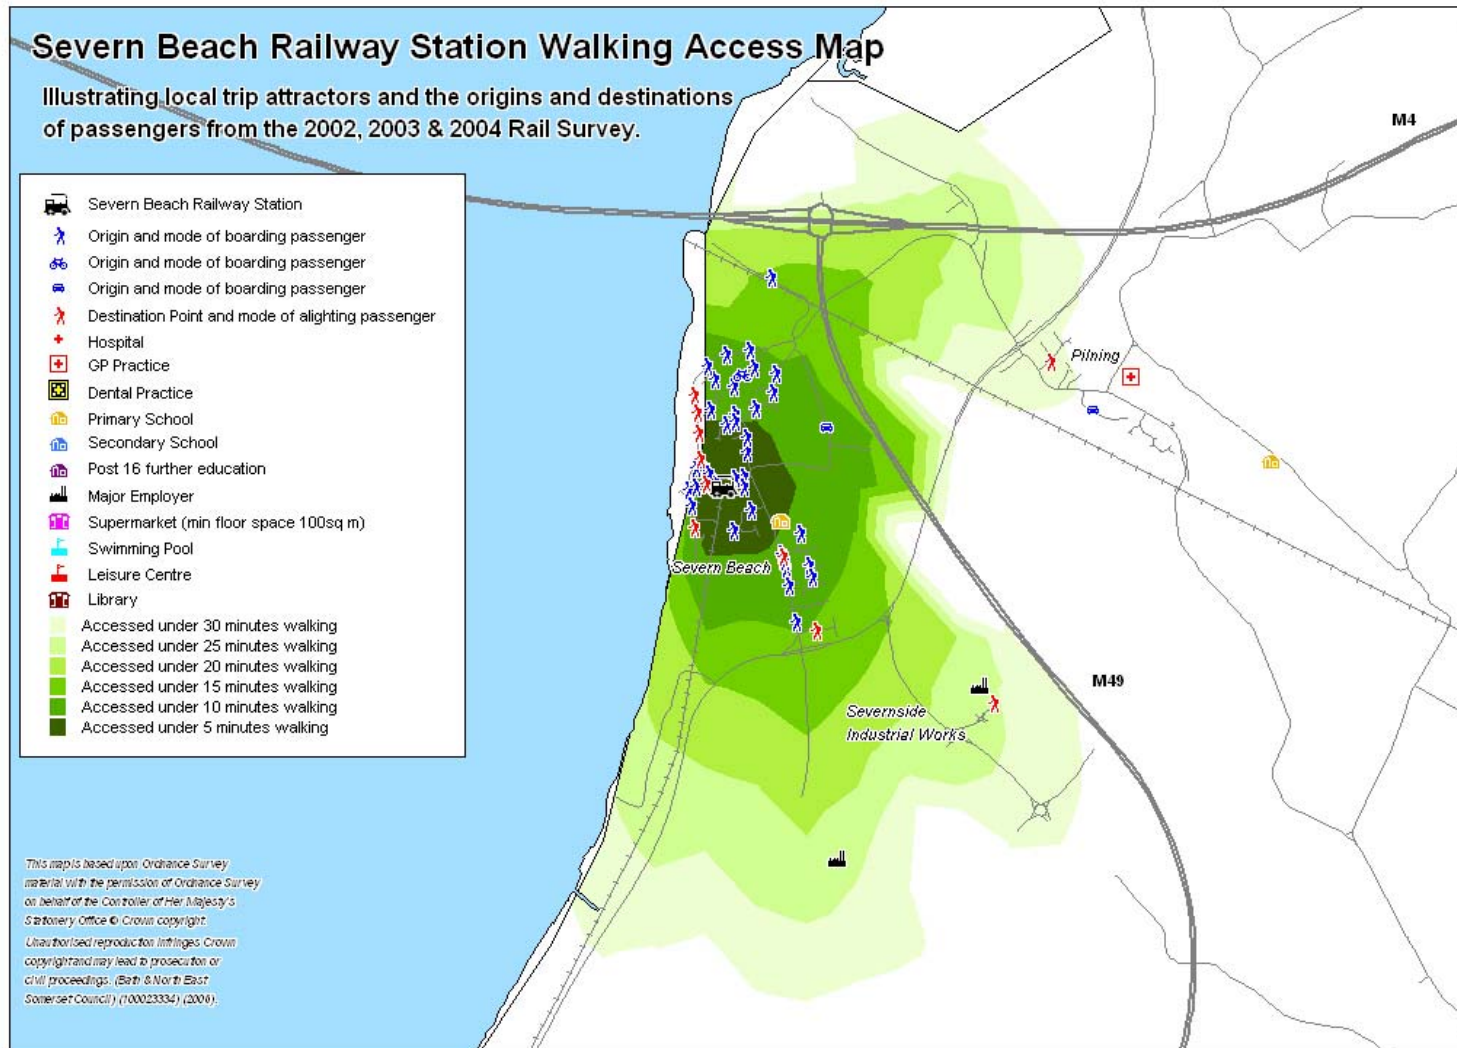 Severn Beach Railway Station Walking Access Map
Illustrating local trip attractors and the origins and destinations
of passengers from the 2002, 2003 & 2004 Rail Survey.
M4
Severn Beach Railway Station
Origin and mode of boarding passenger
Origin and mode of boarding passenger
Origin and mode of boarding passenger
Destination Point and mode of alighting passenger
Hospital
GP Practice
Dental Practice
Primary School
Secondary School
Post 16 further education
Major Employer
Supermarket (min floor space 100sq m)
Swimming Pool
Leisure Centre
Library
Accessed under 30 minutes walking
Accessed under 25 minutes walking
Accessed under 20 minutes walking
Accessed under 15 minutes walking
Accessed under 10 minutes walking
Accessed under 5 minutes walking
Pilning
Severn Beach
M49
Severnside
Industrial Works
This map is based upon Ordnance Survey
material with the permission of Ordnance Survey
on behalf of the Controller of Her Majesty's
Stationery Office © Crown copyright.
Unauthorised reproduction infringes Crown
copyright and may lead to prosecution or
civil proceedings. (Bath & North East
Somerset Council) (100023334) (2006).